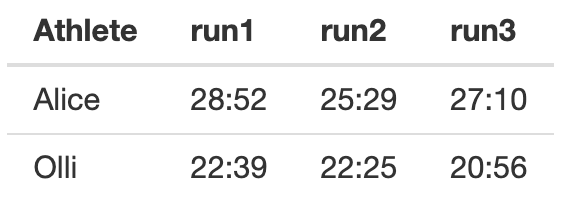 Athlete run1 run2 run3
Alice 28:52 25:29 27:10
Olli 22:39 22:25 20:56